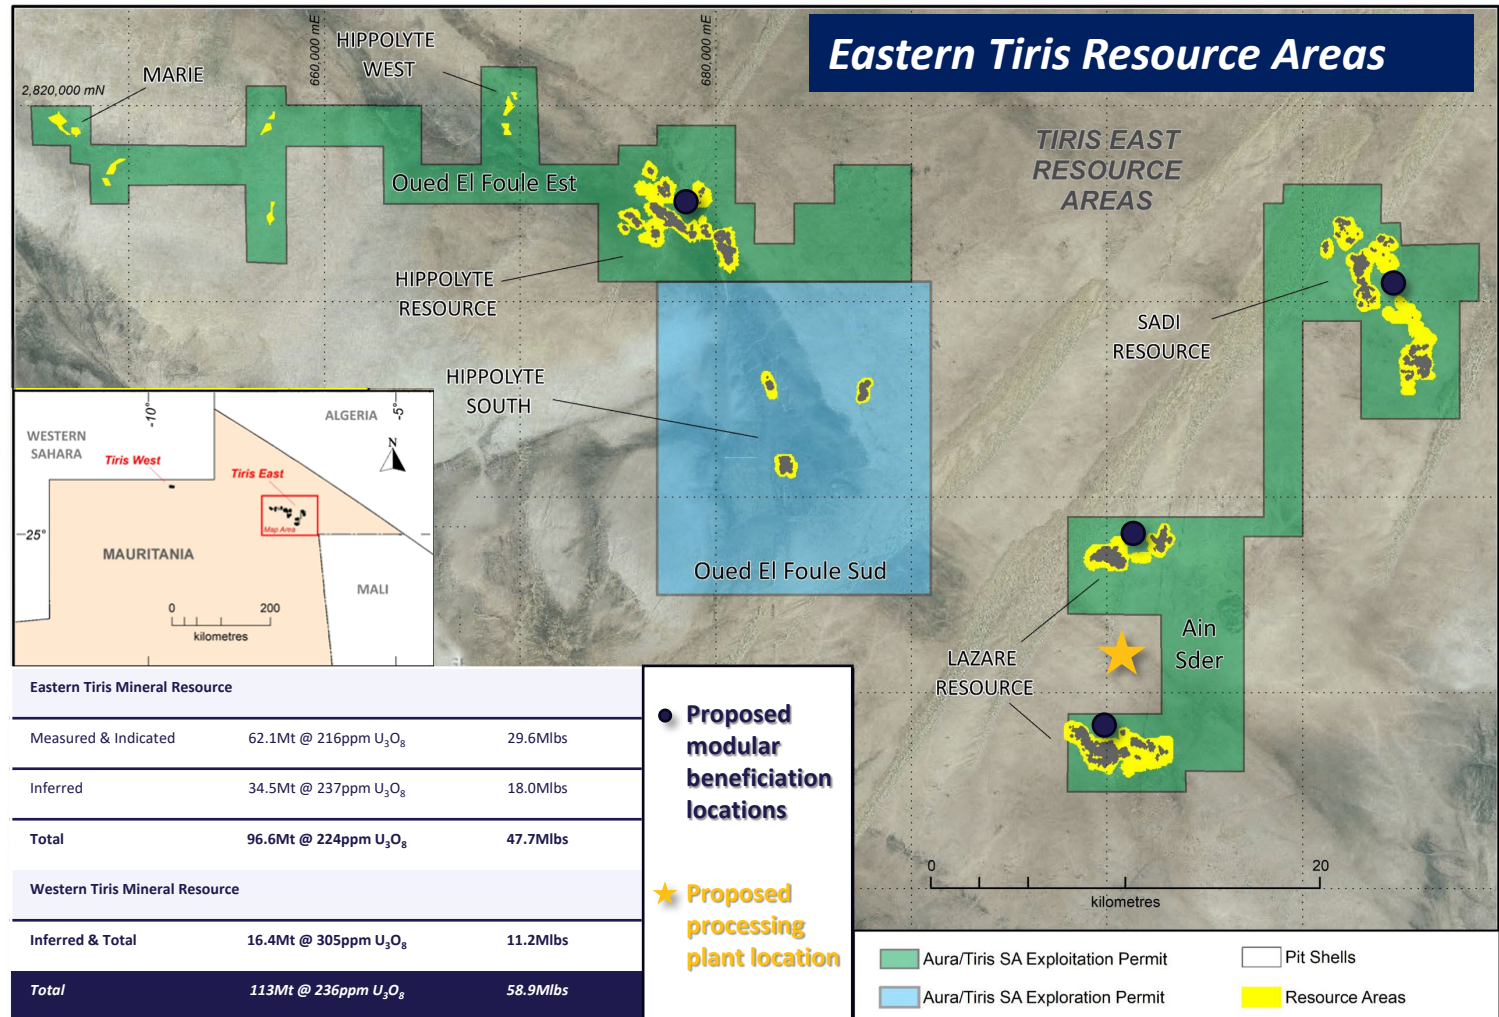 Eastern Tiris Resource Areas
660,000 mE
680,000 mE
2,820,000 mN
MARIE
HIPPOLYTE
WEST
TIRIS EAST
RESOURCE
AREAS
Oued El Foule Est
HIPPOLYTE
RESOURCE
SADI
RESOURCE
HIPPOLYTE
SOUTH
Oued El Foule Sud
Ain
Sder
LAZARE
RESOURCE
-10°
-5°
ALGERIA
WESTERN
SAHARA
N
Tiris West
Tiris East
Map Area
25°
MAURITANIA
MALI
0 200
kilometres
Eastern Tiris Mineral Resource
Measured & Indicated 62.1Mt @ 216ppm U₃O₈ 29.6Mlbs
Inferred 34.5Mt @ 237ppm U₃O₈ 18.0Mlbs
Total 96.6Mt @ 224ppm U₃O₈ 47.7Mlbs
Western Tiris Mineral Resource
Inferred & Total 16.4Mt @ 305ppm U₃O₈ 11.2Mlbs
Total 113Mt @ 236ppm U₃O₈ 58.9Mlbs
Proposed
modular
beneficiation
locations
Proposed
processing
plant location
0 20
kilometres
Aura/Tiris SA Exploitation Permit
Pit Shells
Aura/Tiris SA Exploration Permit
Resource Areas